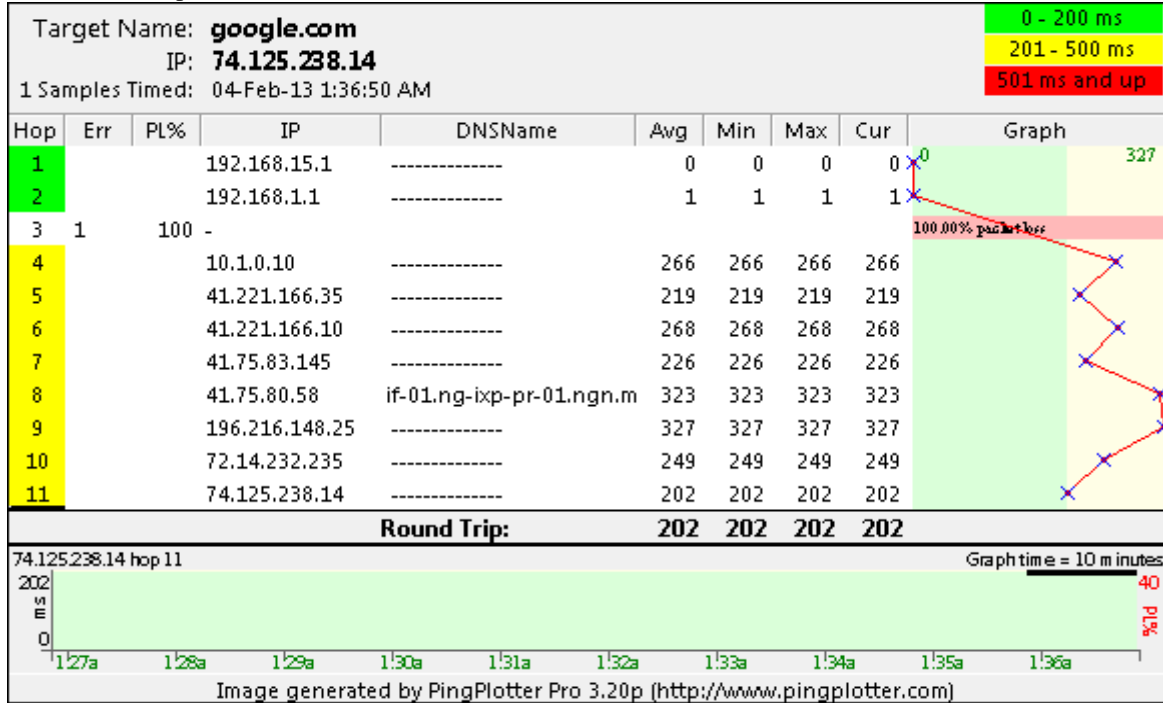 Target Name: google.com
0 - 200 ms
IP: 74.125.238.14
201 - 500 ms
1 Samples Timed: 04-Feb-13 1:36:50 AM
501 ms and up
Hop Err PL% IP DNSName Avg Min Max Cur Graph
1 192.168.15.1 -------------- 0 0 0 0 0 327
2 192.168.1.1 -------------- 1 1 1 1
3 1 100 - 100.00% packet loss
4 10.1.0.10 -------------- 266 266 266 266
5 41.221.166.35 -------------- 219 219 219 219
6 41.221.166.10 -------------- 268 268 268 268
7 41.75.83.145 -------------- 226 226 226 226
8 41.75.80.58 if-01.ng-ixp-pr-01.ngn.m 323 323 323 323
9 196.216.148.25 -------------- 327 327 327 327
10 72.14.232.235 -------------- 249 249 249 249
11 74.125.238.14 -------------- 202 202 202 202
Round Trip: 202 202 202 202
74.125.238.14 hop 11 Graph time = 10 minutes
202 40
ms PL%
0
1:27a 1:28a 1:29a 1:30a 1:31a 1:32a 1:33a 1:34a 1:35a 1:36a
Image generated by PingPlotter Pro 3.20p (http://www.pingplotter.com)